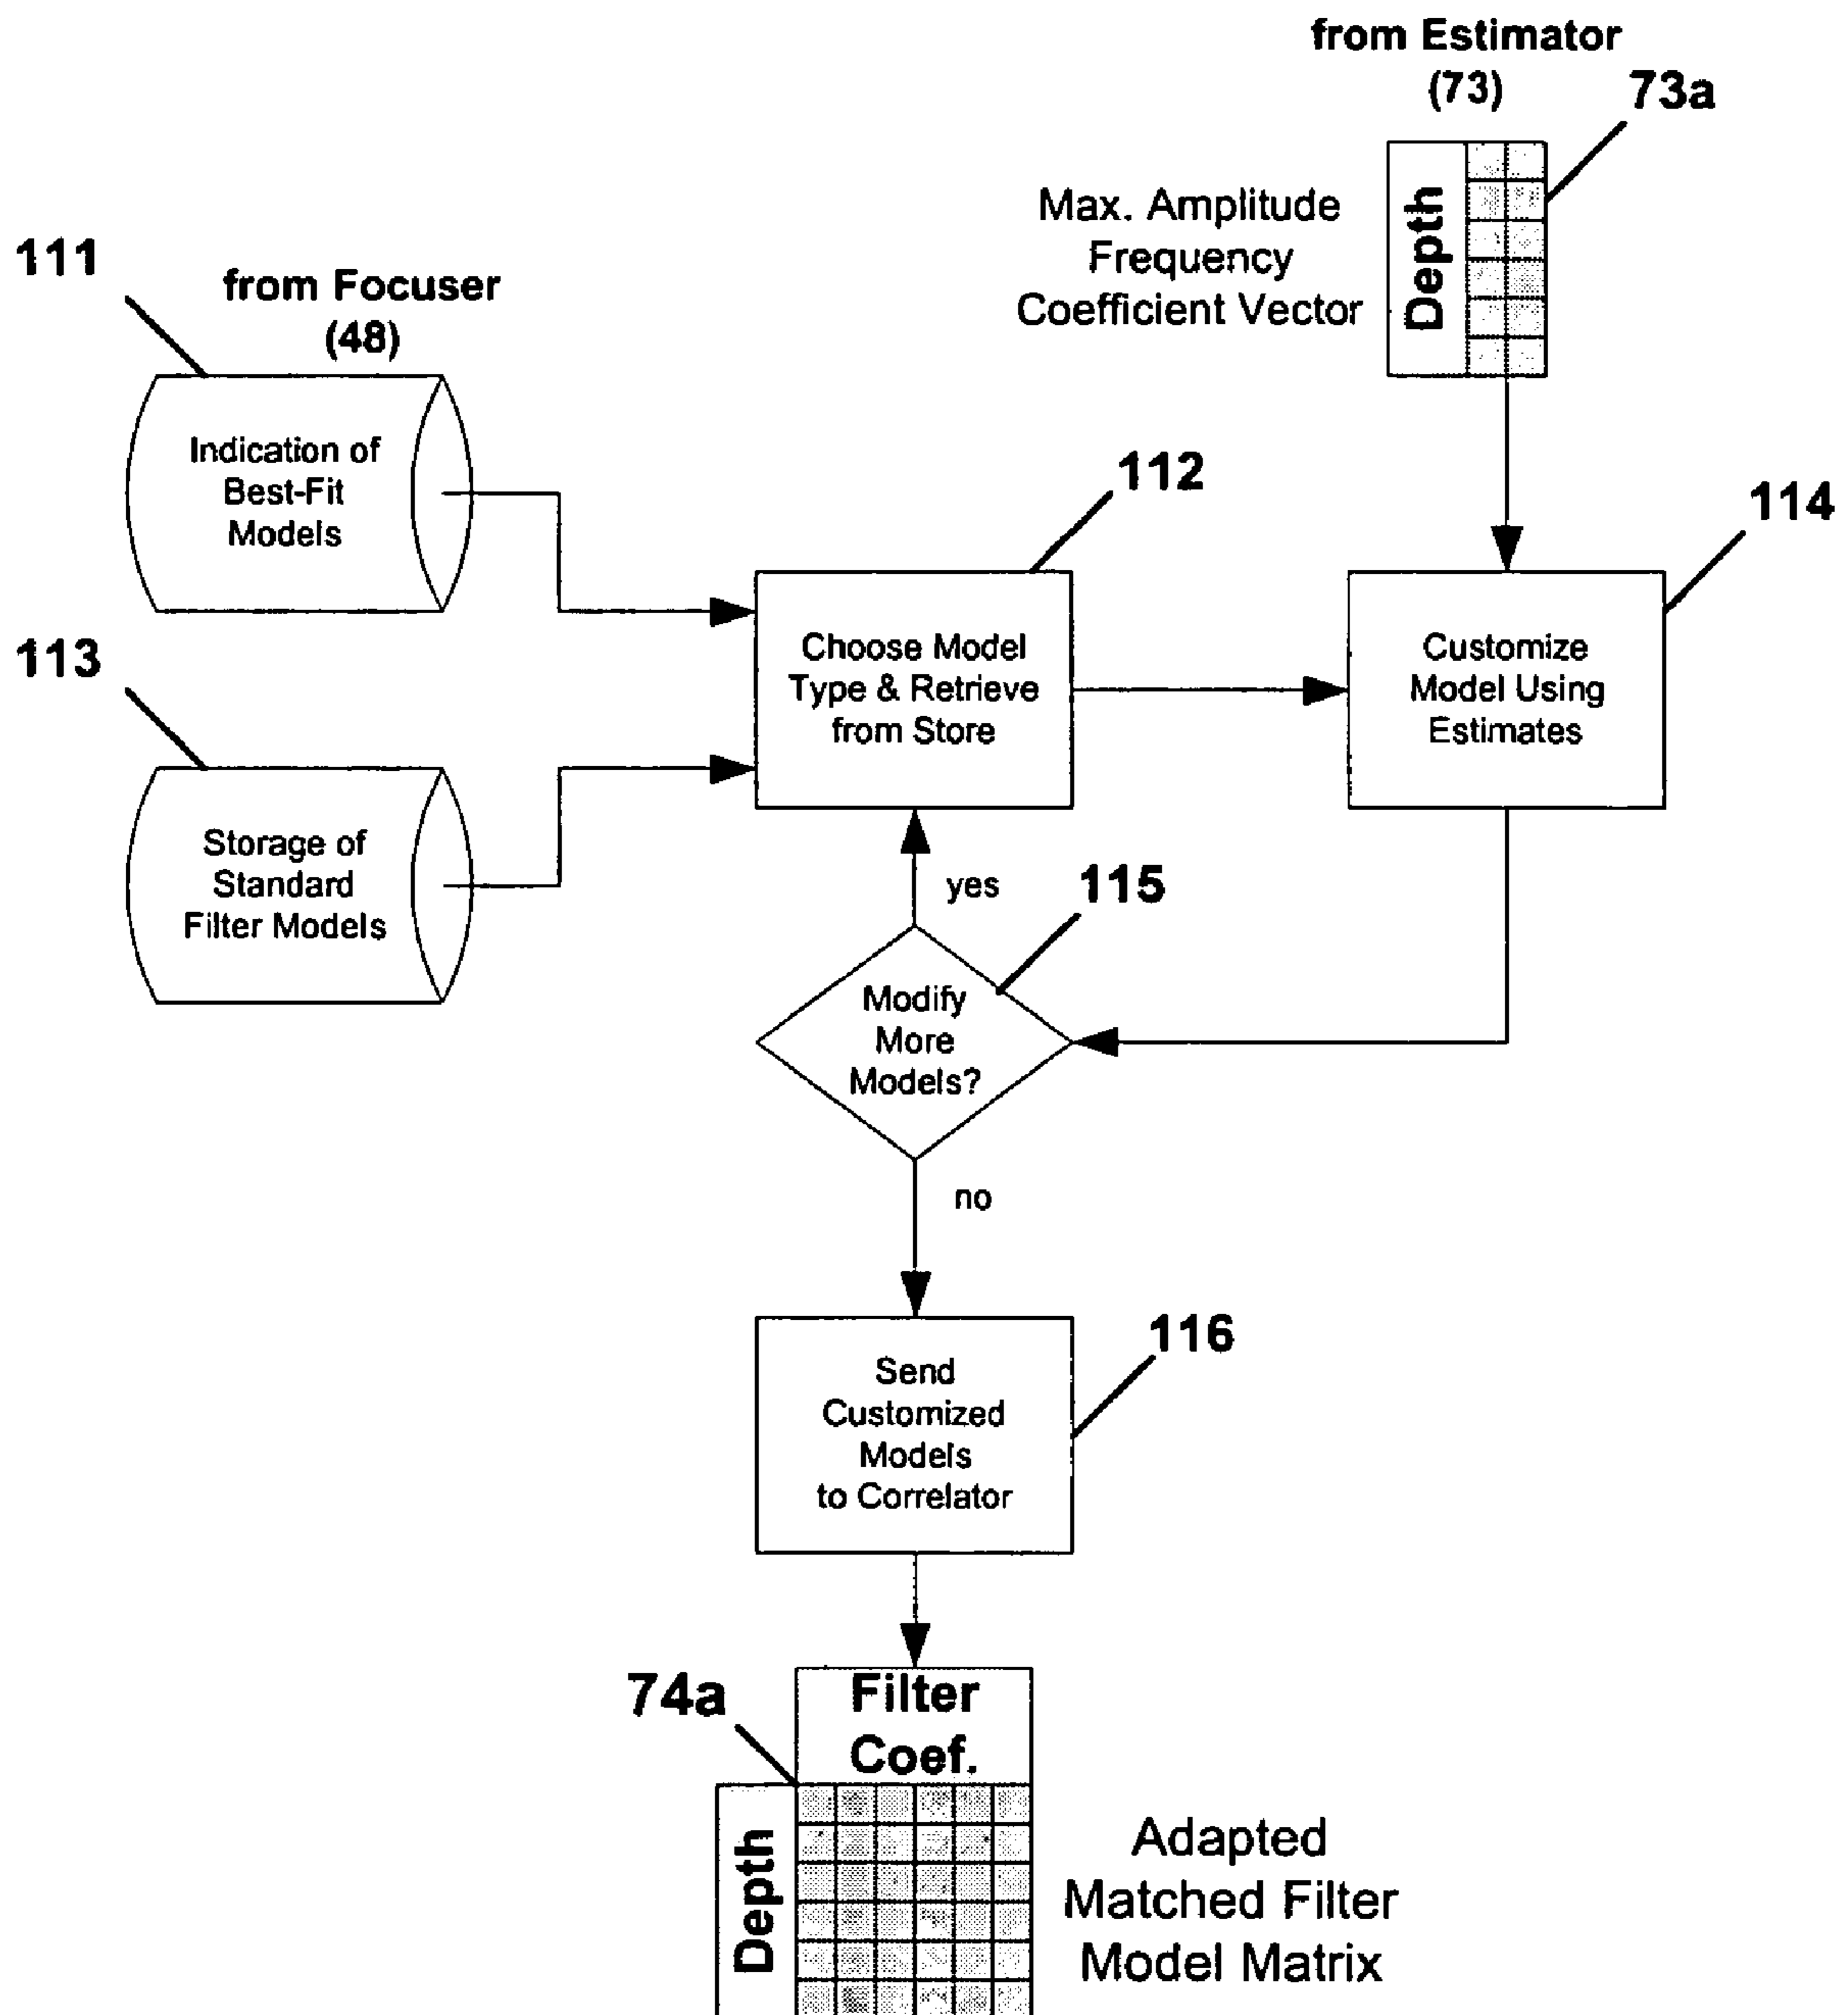 from Estimator
(73)
73a
Depth
Max. Amplitude
Frequency
Coefficient Vector
111
from Focuser
(48)
Indication of
Best-Fit
Models
112
114
Choose Model
Type & Retrieve
from Store
Customize
Model Using
Estimates
113
Storage of
Standard
Filter Models
yes
115
Modify
More
Models?
no
116
Send
Customized
Models
to Correlator
74a
Filter
Coef.
Depth
Adapted
Matched Filter
Model Matrix